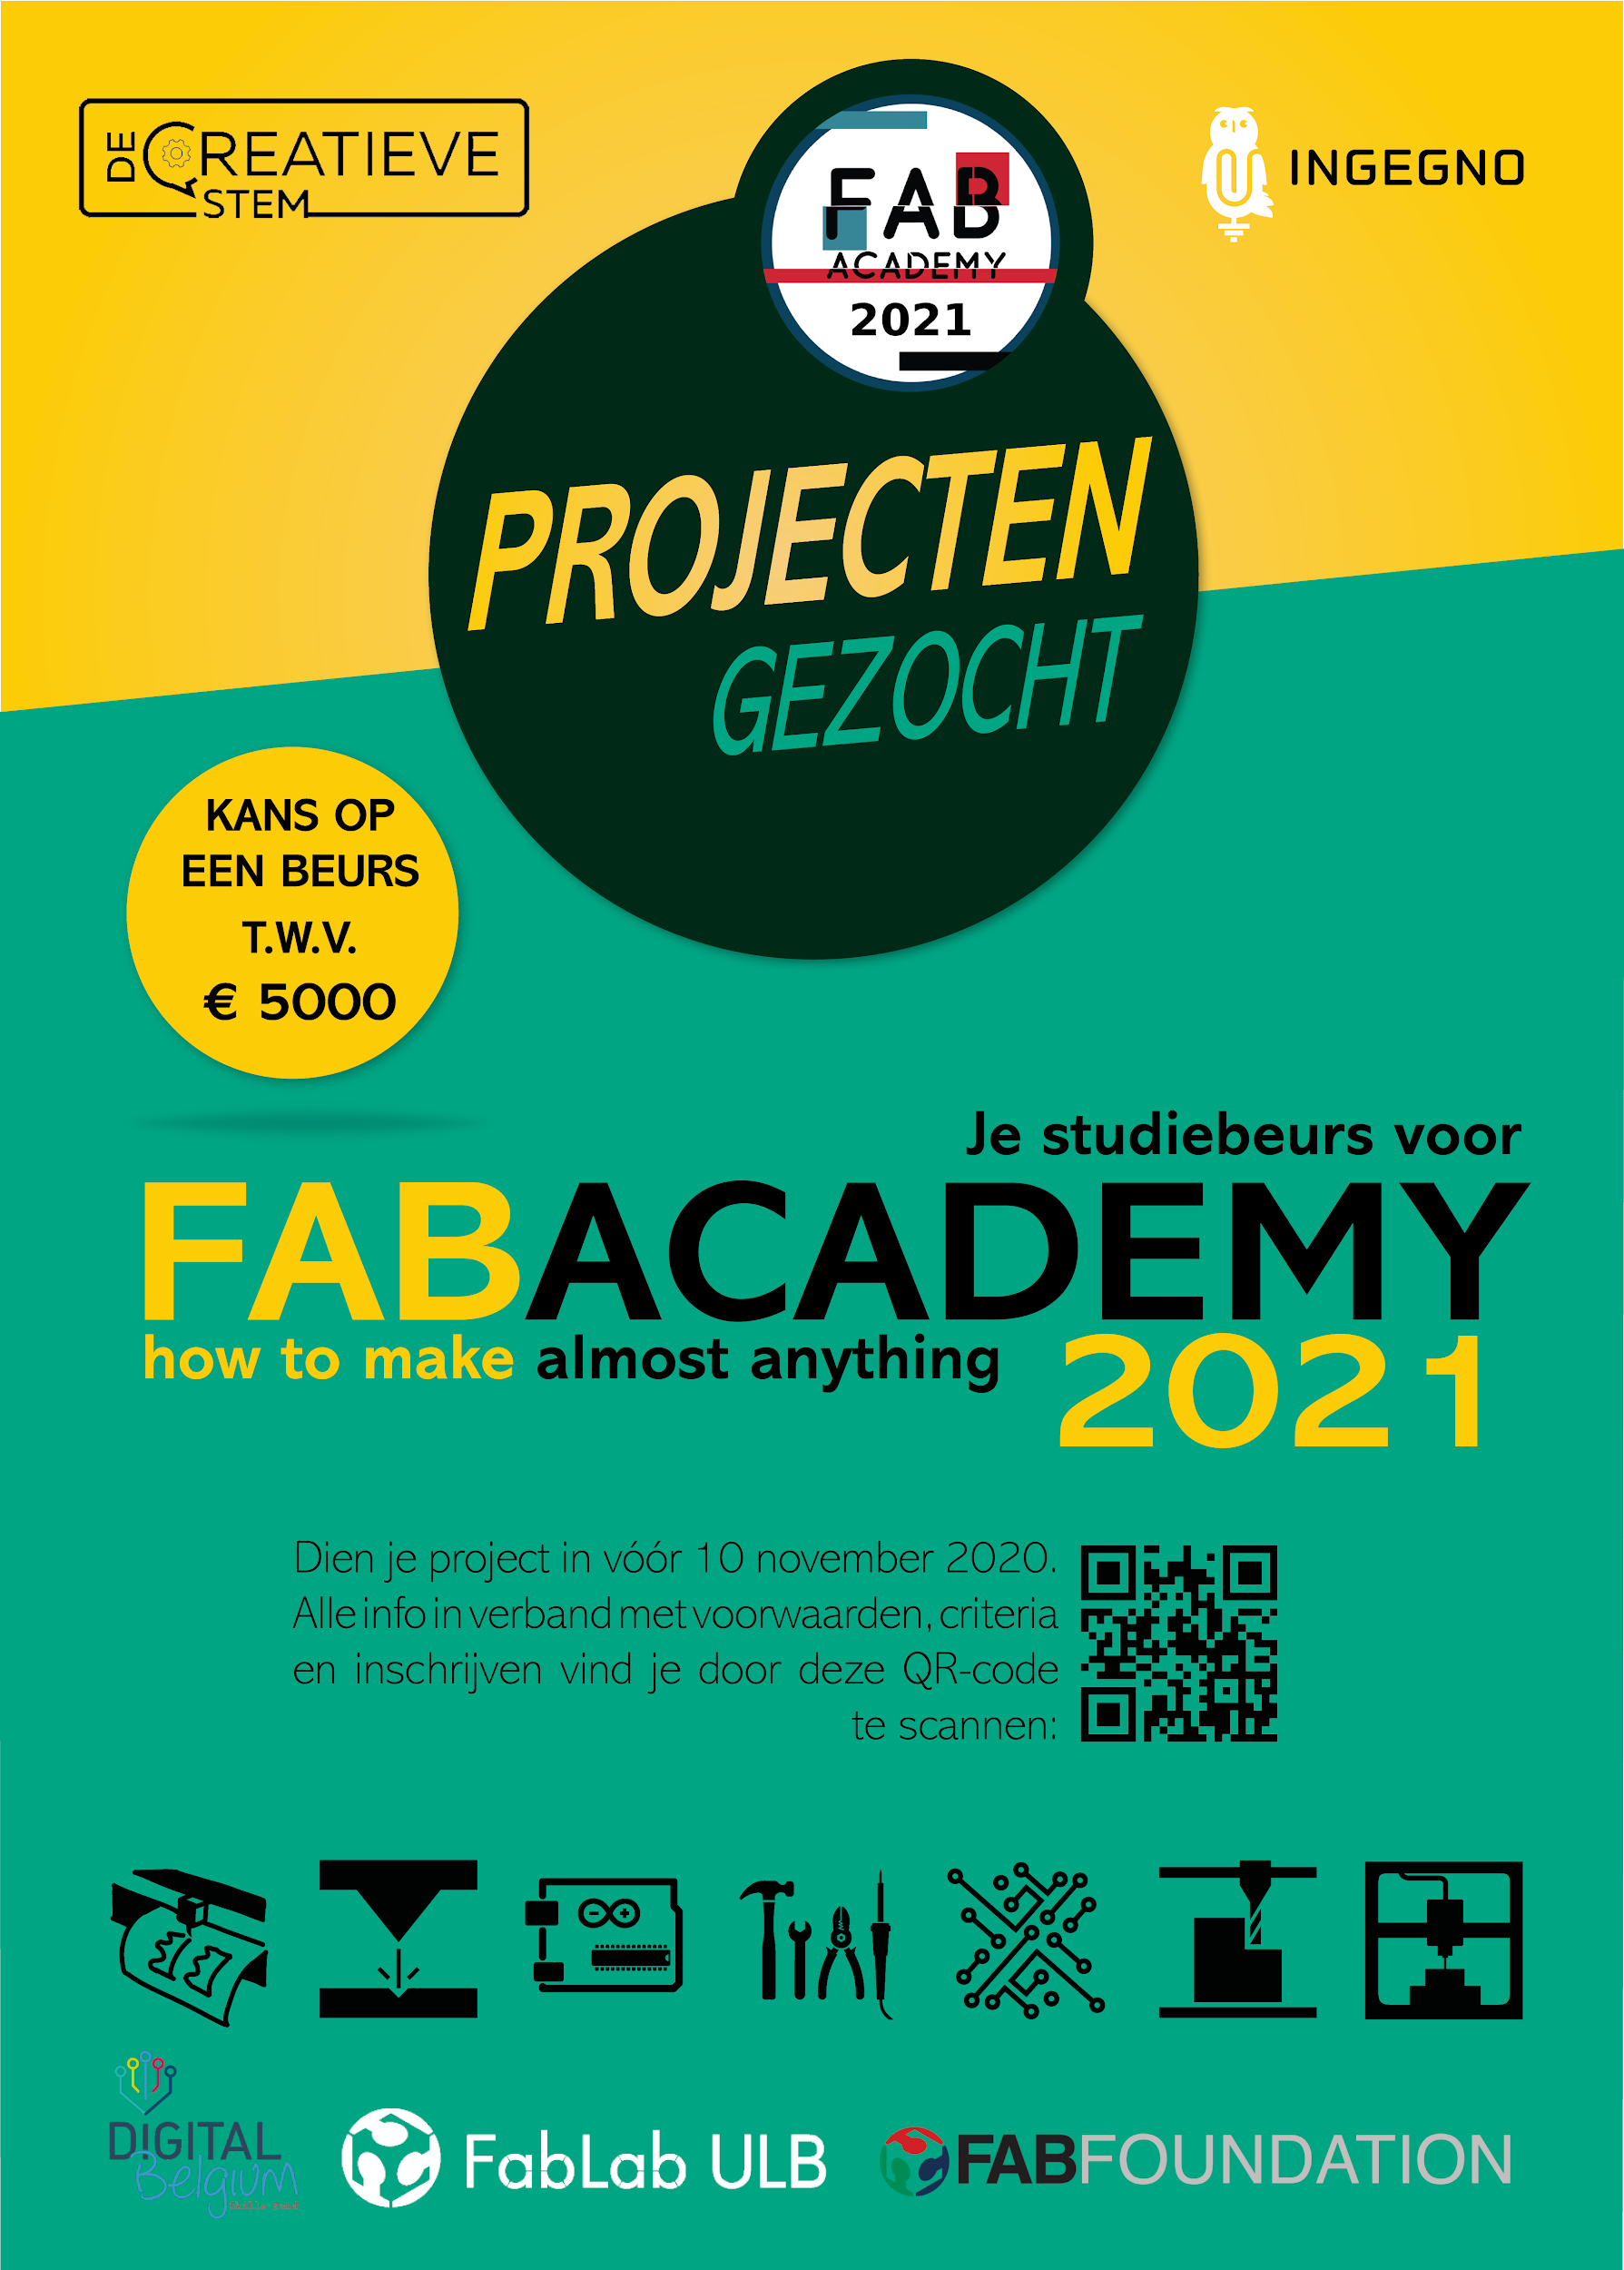 DE CREATIEVE
STEM
FAB
ACADEMY
2021
INGEGNO
PROJECTEN
GEZOCHT
KANS OP
EEN BEURS
T.W.V.
€ 5000
Je studiebeurs voor
FABACADEMY
how to make almost anything
2021
Dien je project in vóór 10 november 2020.
Alle info in verband met voorwaarden, criteria
en inschrijven vind je door deze QR-code
te scannen:
DIGITAL
Belgium
Skills Fund
FabLab ULB
FABFOUNDATION